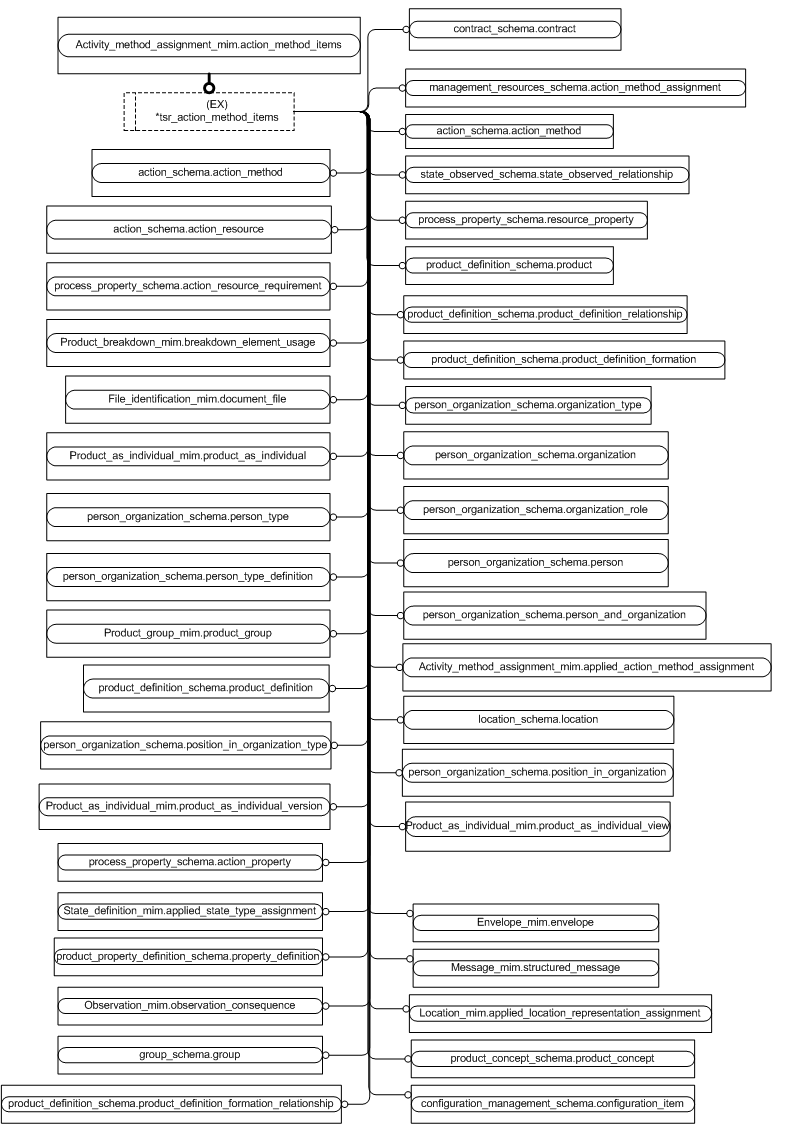 Activity_method_assignment_mim.action_method_items
(EX)
*tsr_action_method_items
action_schema.action_method
action_schema.action_resource
process_property_schema.action_resource_requirement
Product_breakdown_mim.breakdown_element_usage
File_identification_mim.document_file
Product_as_individual_mim.product_as_individual
person_organization_schema.person_type
person_organization_schema.person_type_definition
Product_group_mim.product_group
product_definition_schema.product_definition
person_organization_schema.position_in_organization_type
Product_as_individual_mim.product_as_individual_version
process_property_schema.action_property
State_definition_mim.applied_state_type_assignment
product_property_definition_schema.property_definition
Observation_mim.observation_consequence
group_schema.group
product_definition_schema.product_definition_formation_relationship
contract_schema.contract
management_resources_schema.action_method_assignment
action_schema.action_method
state_observed_schema.state_observed_relationship
process_property_schema.resource_property
product_definition_schema.product
product_definition_schema.product_definition_relationship
product_definition_schema.product_definition_formation
person_organization_schema.organization_type
person_organization_schema.organization
person_organization_schema.organization_role
person_organization_schema.person
person_organization_schema.person_and_organization
Activity_method_assignment_mim.applied_action_method_assignment
location_schema.location
person_organization_schema.position_in_organization
Product_as_individual_mim.product_as_individual_view
Envelope_mim.envelope
Message_mim.structured_message
Location_mim.applied_location_representation_assignment
product_concept_schema.product_concept
configuration_management_schema.configuration_item